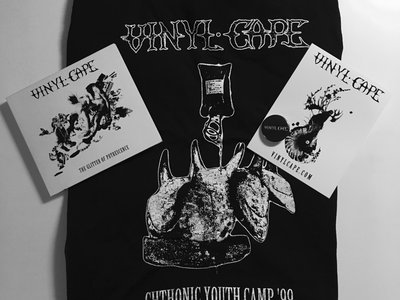 VINYL·CAPE
VINYL·CAPE
THE GLITTER OF PUTRESCENCE
VINYL·CAPE
VINYL CAPE
VINYLCAPE.COM
CHTHONIC YOUTH CAMP '99